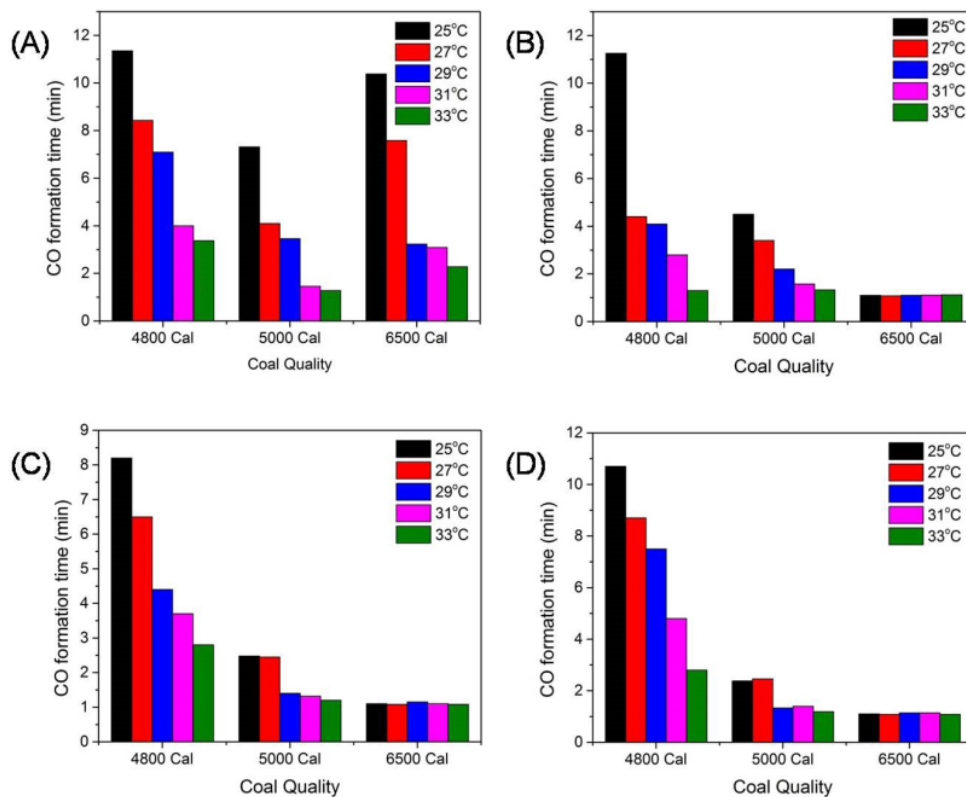 (A)
CO formation time (min)
12
10
8
6
4
2
0
25°C
27°C
29°C
31°C
33°C
4800 Cal 5000 Cal 6500 Cal
Coal Quality
(B)
CO formation time (min)
12
10
8
6
4
2
0
25°C
27°C
29°C
31°C
33°C
4800 Cal 5000 Cal 6500 Cal
Coal Quality
(C)
CO formation time (min)
9
8
7
6
5
4
3
2
1
0
25°C
27°C
29°C
31°C
33°C
4800 Cal 5000 Cal 6500 Cal
Coal Quality
(D)
CO formation time (min)
12
10
8
6
4
2
0
25°C
27°C
29°C
31°C
33°C
4800 Cal 5000 Cal 6500 Cal
Coal Quality